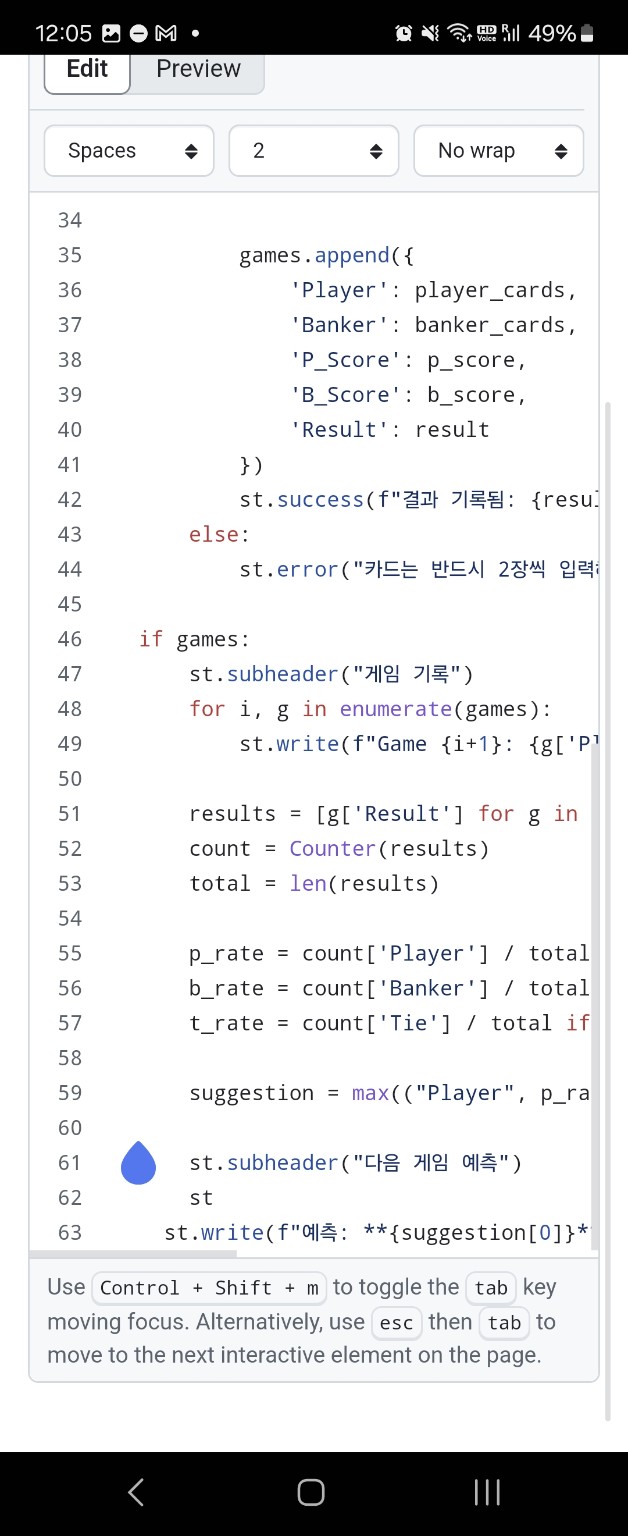 12:05 49%
HD Voice R
Edit Preview
Spaces 2 No wrap
34
35 games.append({
36 'Player': player_cards,
37 'Banker': banker_cards,
38 'P_Score': p_score,
39 'B_Score': b_score,
40 'Result': result
41 })
42 st.success(f"결과 기록됨: {resul
43 else:
44 st.error("카드는 반드시 2장씩 입력
45
46 if games:
47 st.subheader("게임 기록")
48 for i, g in enumerate(games):
49 st.write(f"Game {i+1}: {g['Pl
50
51 results = [g['Result'] for g in
52 count = Counter(results)
53 total = len(results)
54
55 p_rate = count['Player'] / total
56 b_rate = count['Banker'] / total
57 t_rate = count['Tie'] / total if
58
59 suggestion = max(("Player", p_ra
60
61 st.subheader("다음 게임 예측")
62 st
63 st.write(f"예측: **{suggestion[0]}*
Use Control + Shift + m to toggle the tab key
moving focus. Alternatively, use esc then tab to
move to the next interactive element on the page.